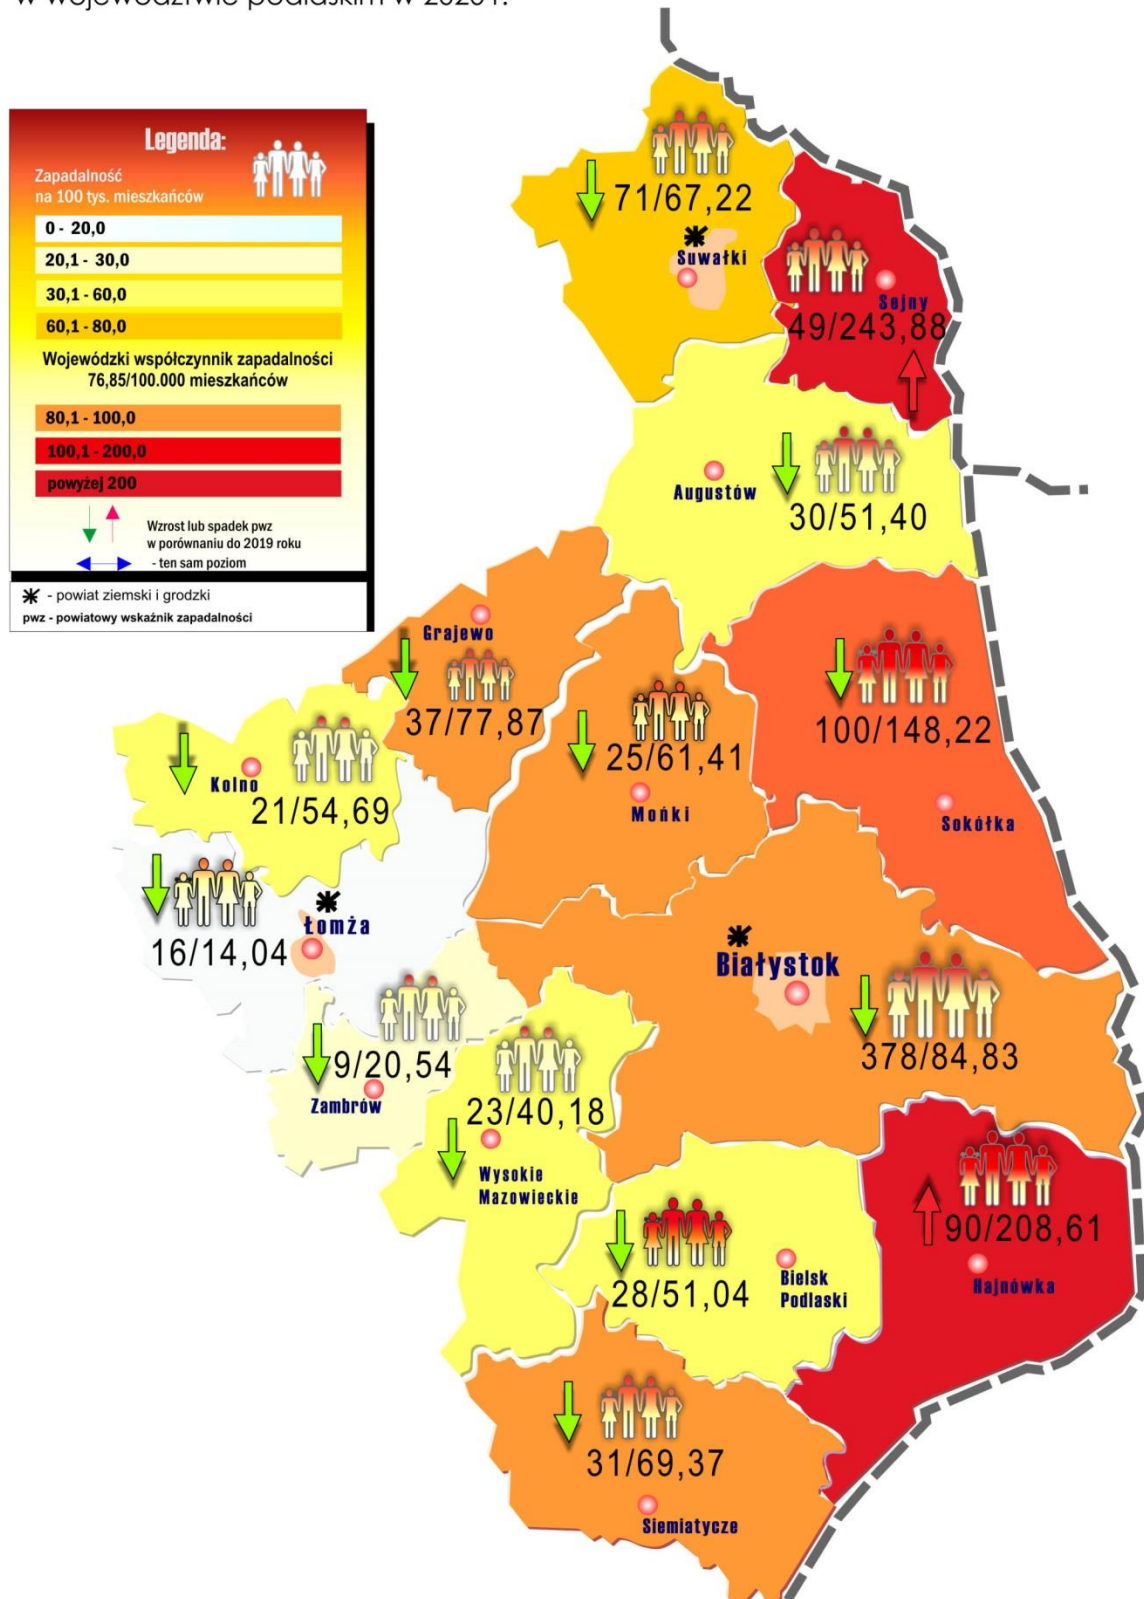 w województwie podlaskim w 2020 r.
Legenda:
Zapadalność
na 100 tys. mieszkańców
0 - 20,0
20,1 - 30,0
30,1 - 60,0
60,1 - 80,0
Wojewódzki współczynnik zapadalności
76,85/100.000 mieszkańców
80,1 - 100,0
100,1 - 200,0
powyżej 200
Wzrost lub spadek pwz
w porównaniu do 2019 roku
- ten sam poziom
- powiat ziemski i grodzki
pwz - powiatowy wskaźnik zapadalności
71/67,22
Suwałki
Sejny
49/243,88
Augustów
30/51,40
Grajewo
37/77,87
25/61,41
Mońki
100/148,22
Sokółka
Kolno
21/54,69
16/14,04
Łomża
Białystok
378/84,83
9/20,54
Zambrów
23/40,18
Wysokie
Mazowieckie
28/51,04
Bielsk
Podlaski
90/208,61
Hajnówka
31/69,37
Siemiatycze